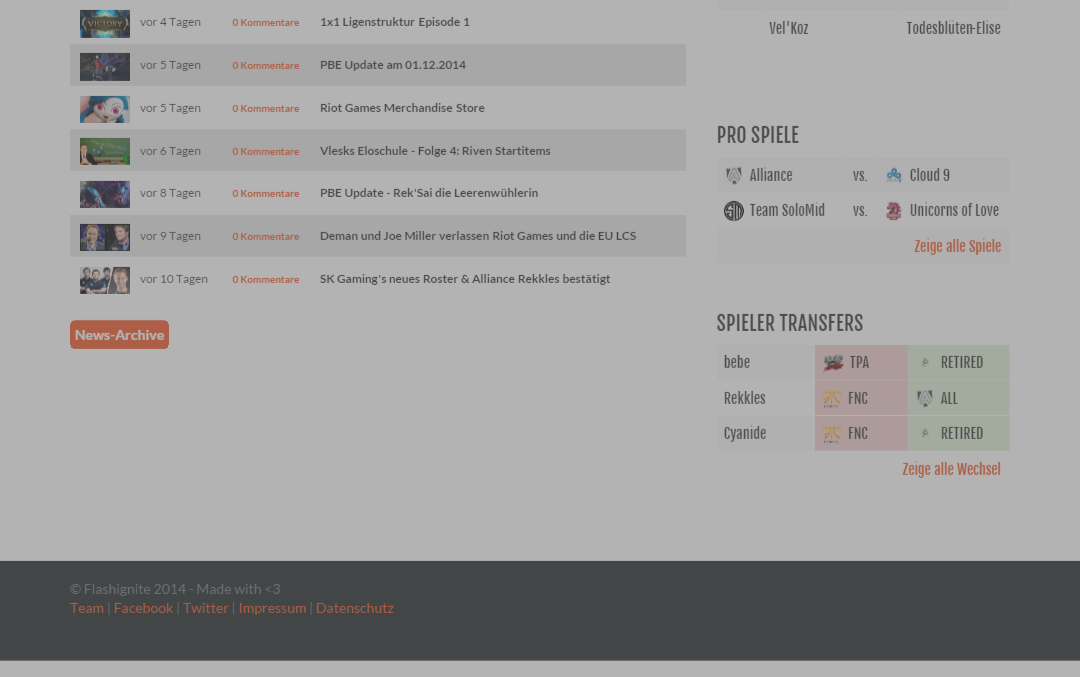 vor 4 Tagen 0 Kommentare 1x1 Ligenstruktur Episode 1
vor 5 Tagen 0 Kommentare PBE Update am 01.12.2014
vor 5 Tagen 0 Kommentare Riot Games Merchandise Store
vor 6 Tagen 0 Kommentare Vlesks Eloschule - Folge 4: Riven Startitems
vor 8 Tagen 0 Kommentare PBE Update - Rek'Sai die Leerenwühlerin
vor 9 Tagen 0 Kommentare Deman und Joe Miller verlassen Riot Games und die EU LCS
vor 10 Tagen 0 Kommentare SK Gaming's neues Roster & Alliance Rekkles bestätigt
News-Archive
Vel'Koz Todesblüten-Elise
PRO SPIELE
Alliance vs. Cloud 9
Team SoloMid vs. Unicorns of Love
Zeige alle Spiele
SPIELER TRANSFERS
bebe TPA RETIRED
Rekkles FNC ALL
Cyanide FNC RETIRED
Zeige alle Wechsel
© Flashignite 2014 - Made with <3
Team | Facebook | Twitter | Impressum | Datenschutz